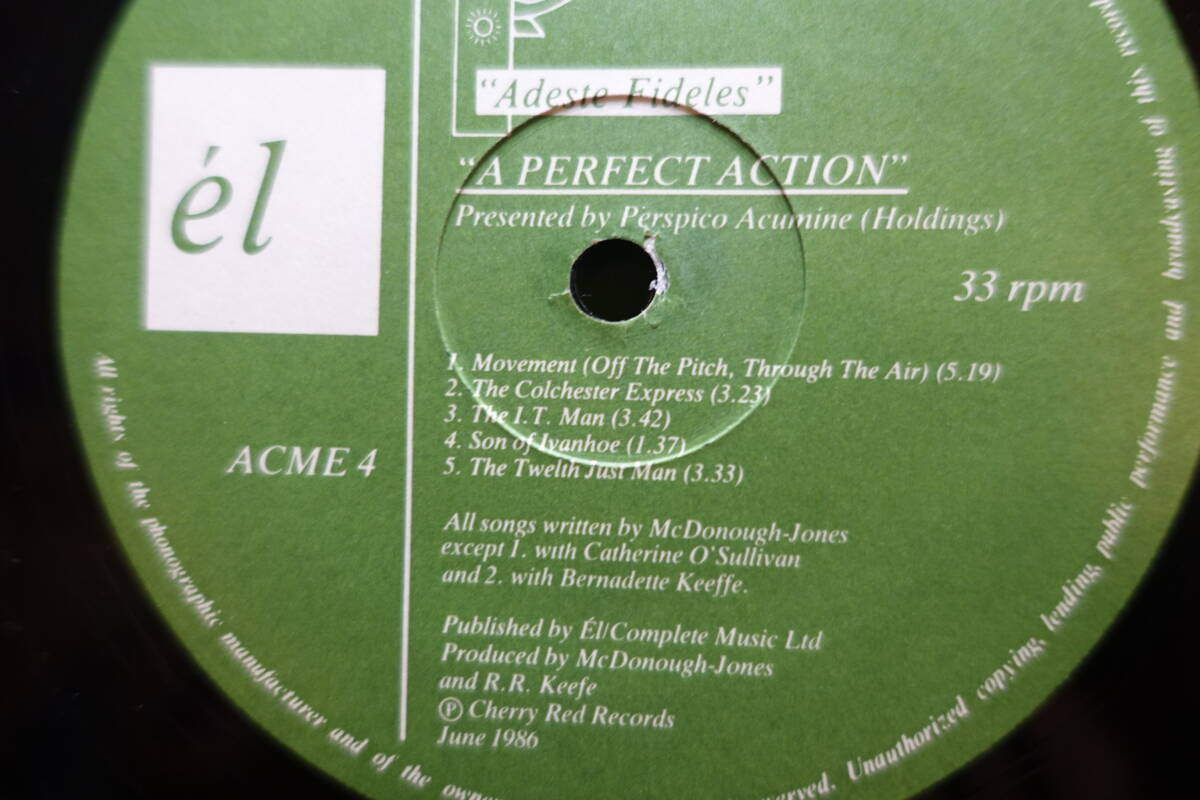 él
ACME 4
"Adeste Fideles"
"A PERFECT ACTION"
Presented by Perspico Acumine (Holdings)
33 rpm
1. Movement (Off The Pitch, Through The Air) (5.19)
2. The Colchester Express (3.23)
3. The I.T. Man (3.42)
4. Son of Ivanhoe (1.37)
5. The Twelth Just Man (3.33)
All songs written by McDonough-Jones
except 1. with Catherine O'Sullivan
and 2. with Bernadette Keeffe.
Published by Él/Complete Music Ltd
Produced by McDonough-Jones
and R.R. Keefe
Ⓟ Cherry Red Records
June 1986
All rights of the phonographic manufacturer and of the
Unauthorized copying, lending, public performance and broadcasting of this